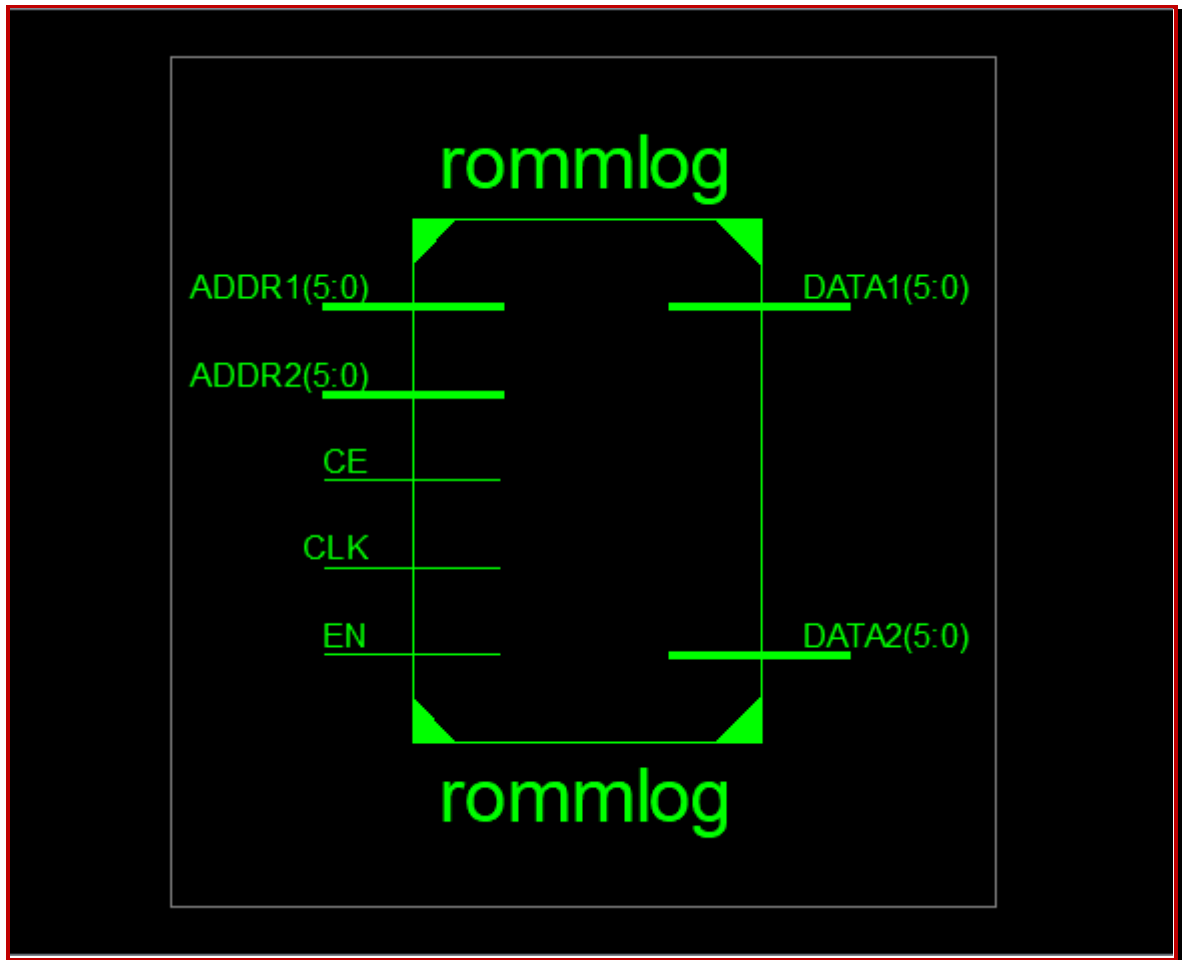 rommlog
ADDR1(5:0)
DATA1(5:0)
ADDR2(5:0)
CE
CLK
EN
DATA2(5:0)
rommlog